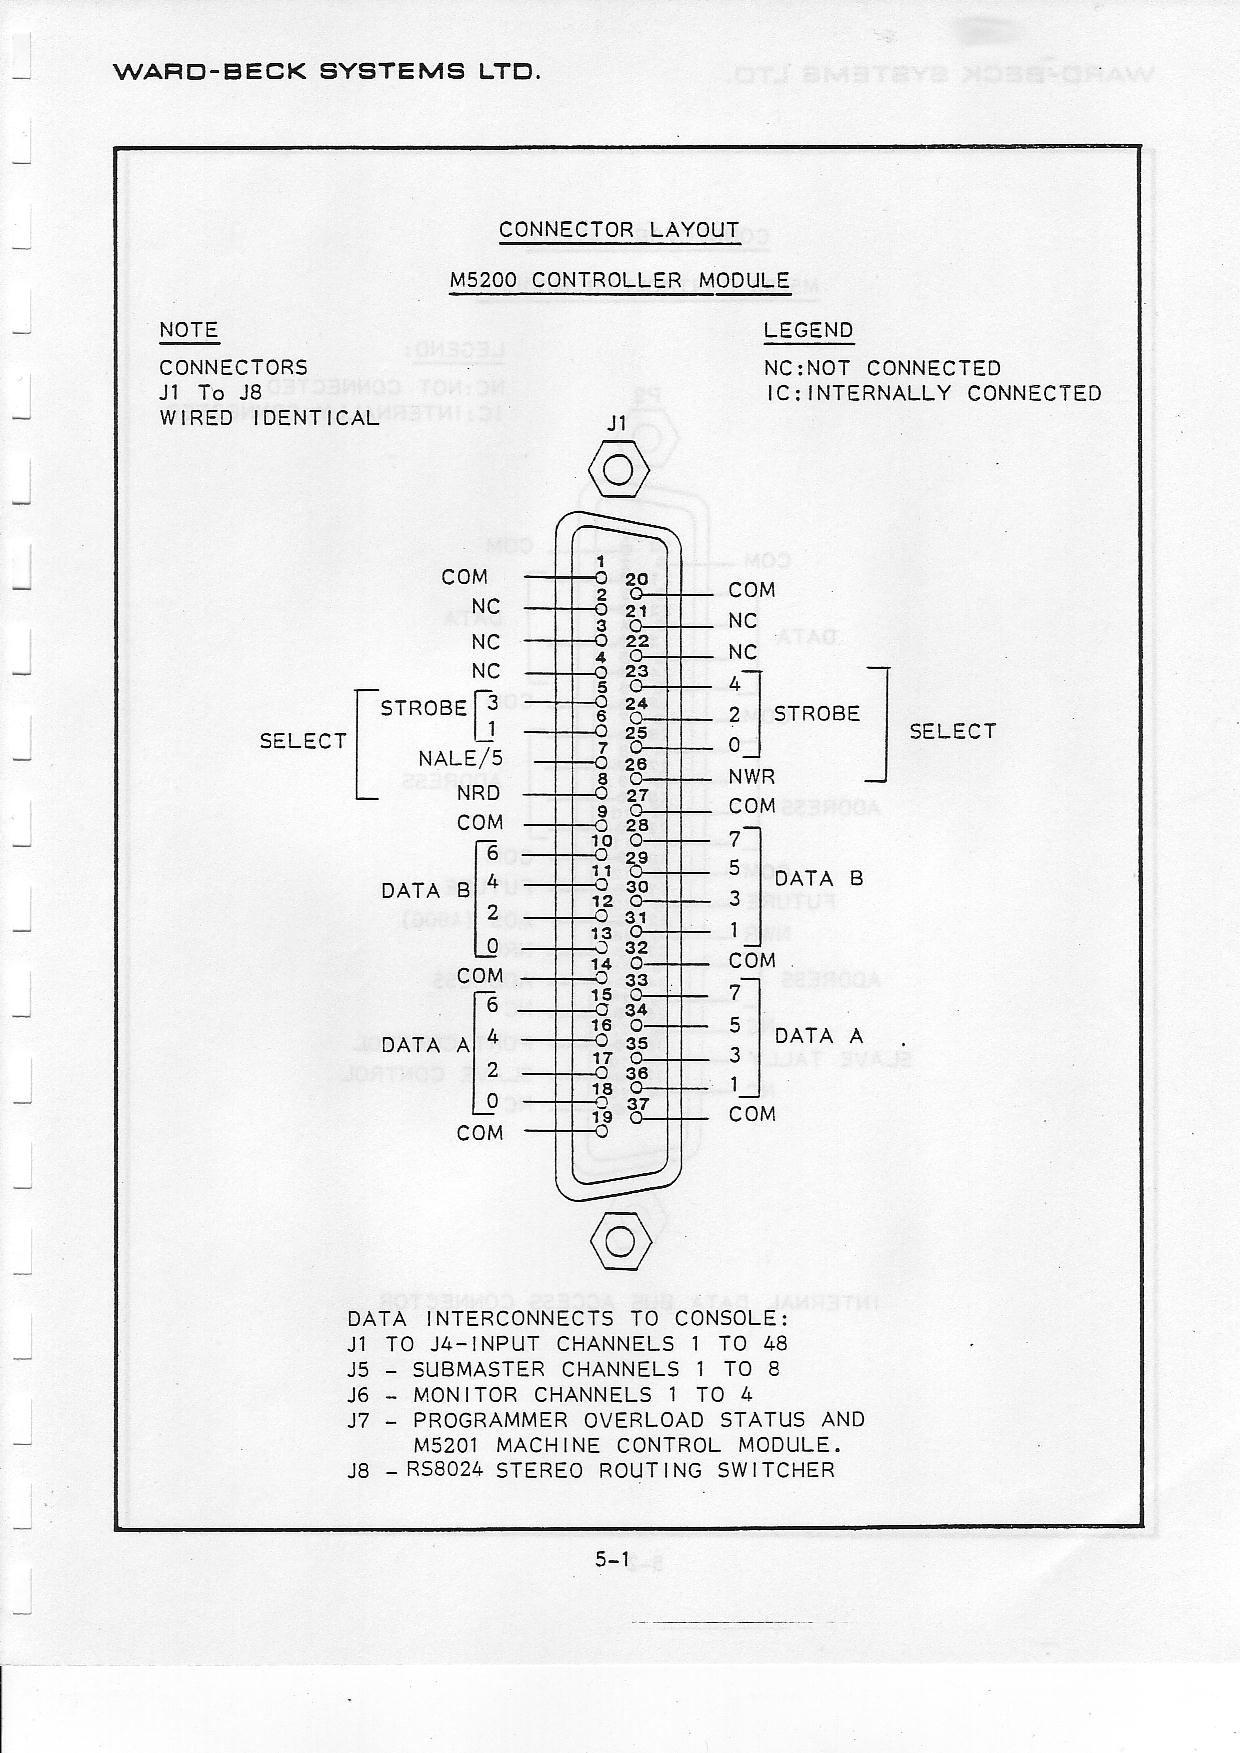 WARD-BECK SYSTEMS LTD.
CONNECTOR LAYOUT
M5200 CONTROLLER MODULE
NOTE
CONNECTORS
J1 To J8
WIRED IDENTICAL
LEGEND
NC:NOT CONNECTED
IC:INTERNALLY CONNECTED
J1
COM 1
20 COM
NC 2
21 NC
NC 3
22 NC
NC 4
23 4
SELECT
STROBE
3 5
24 2
STROBE
SELECT
1 6
25 0
NALE/5 7
26 NWR
NRD 8
27 COM
COM 9
28 7
6 10
29 5
DATA B
DATA B
4 11
30 3
2 12
31 1
0 13
32 COM
COM 14
33 7
6 15
34 5
DATA A
DATA A
4 16
35 3
2 17
36 1
0 18
37 COM
COM 19
DATA INTERCONNECTS TO CONSOLE:
J1 TO J4-INPUT CHANNELS 1 TO 48
J5 - SUBMASTER CHANNELS 1 TO 8
J6 - MONITOR CHANNELS 1 TO 4
J7 - PROGRAMMER OVERLOAD STATUS AND
M5201 MACHINE CONTROL MODULE.
J8 - RS8024 STEREO ROUTING SWITCHER
5-1